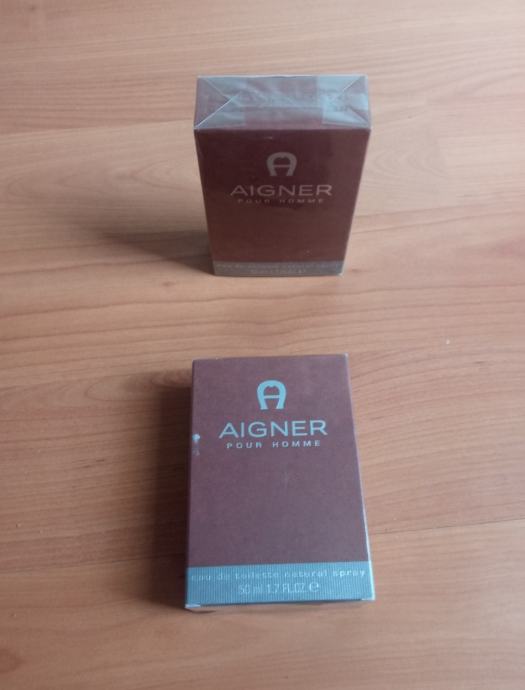 AIGNER
POUR HOMME
AIGNER
POUR HOMME
eau de toilette natural spray
50 ml 1.7 FL.OZ. ℮